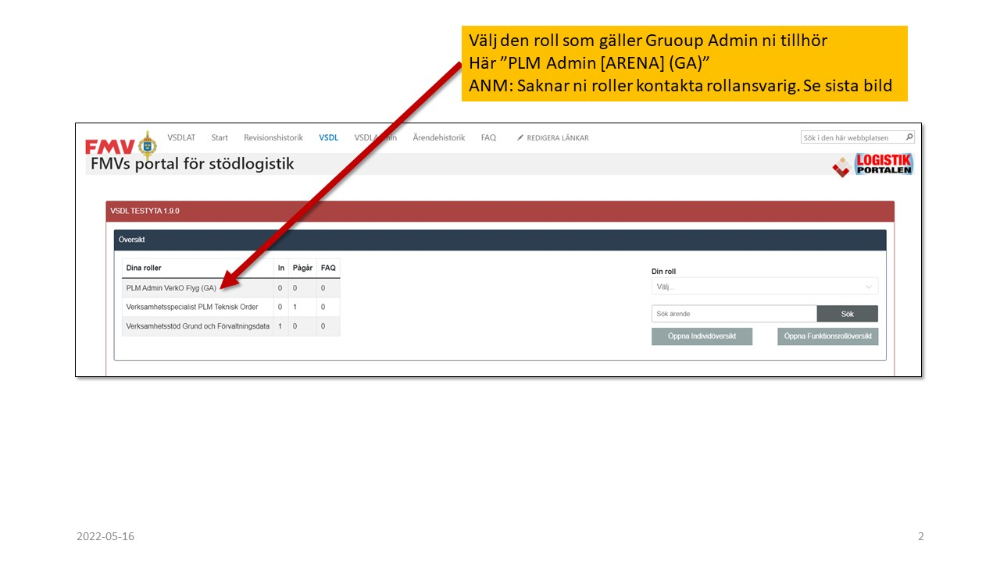 Välj den roll som gäller Gruoup Admin ni tillhör
Här ”PLM Admin [ARENA] (GA)”
ANM: Saknar ni roller kontakta rollansvarig. Se sista bild
FMV
VSDLAT Start Revisionshistorik VSDL VSDLAdmin Ärendehistorik FAQ REDIGERA LÄNKAR
Sök i den här webbplatsen
FMVs portal för stödlogistik
LOGISTIK
PORTALEN
VSDL TESTYTA 1.9.0
Översikt
Dina roller In Pågår FAQ
PLM Admin VerkO Flyg (GA) 0 0 0
Verksamhetsspecialist PLM Teknisk Order 0 1 0
Verksamhetsstöd Grund och Förvaltningsdata 1 0 0
Din roll
Välj...
Sök ärende Sök
Öppna Individöversikt Öppna Funktionsrollöversikt
2022-05-16 2